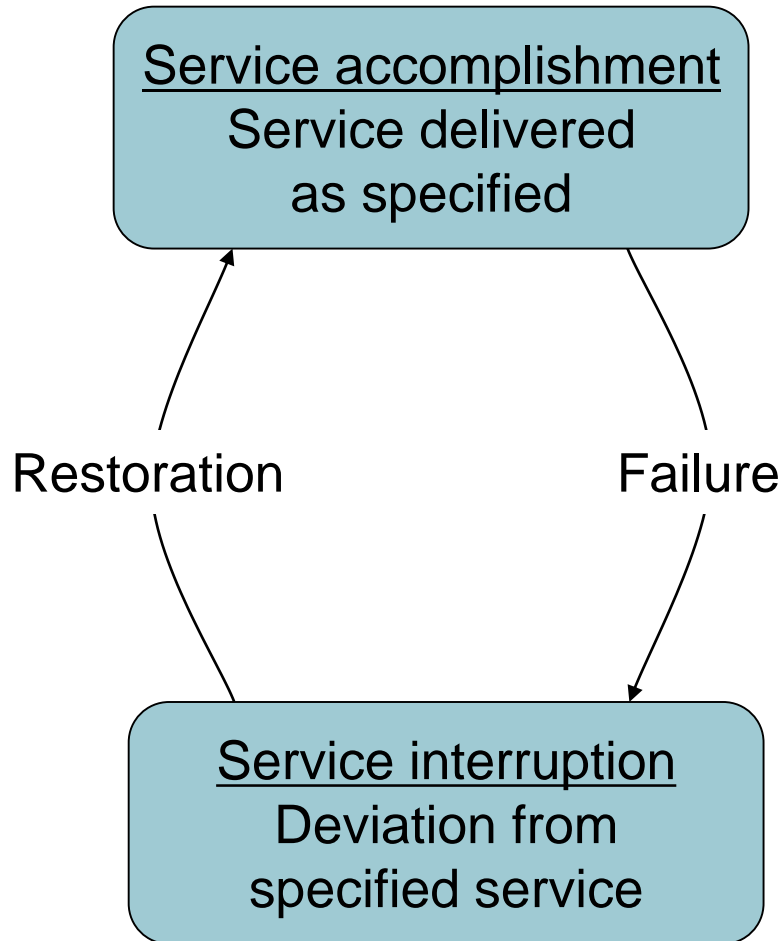 Service accomplishment
Service delivered
as specified
Restoration
Failure
Service interruption
Deviation from
specified service